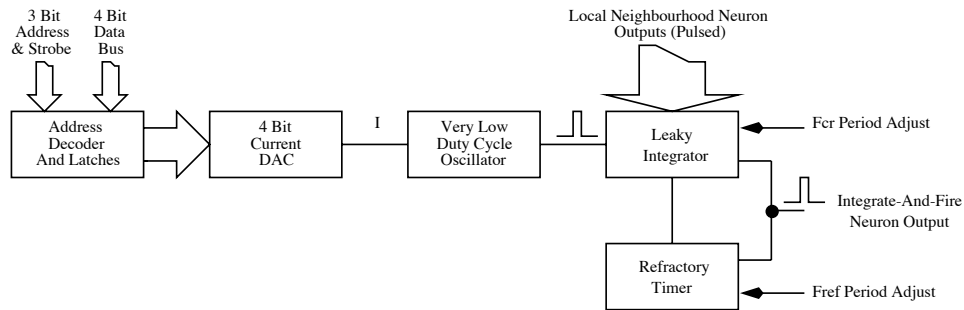 3 Bit
Address
& Strobe
4 Bit
Data
Bus
Local Neighbourhood Neuron
Outputs (Pulsed)
Address
Decoder
And Latches
4 Bit
Current
DAC
I
Very Low
Duty Cycle
Oscillator
Leaky
Integrator
Fcr Period Adjust
Integrate-And-Fire
Neuron Output
Refractory
Timer
Fref Period Adjust